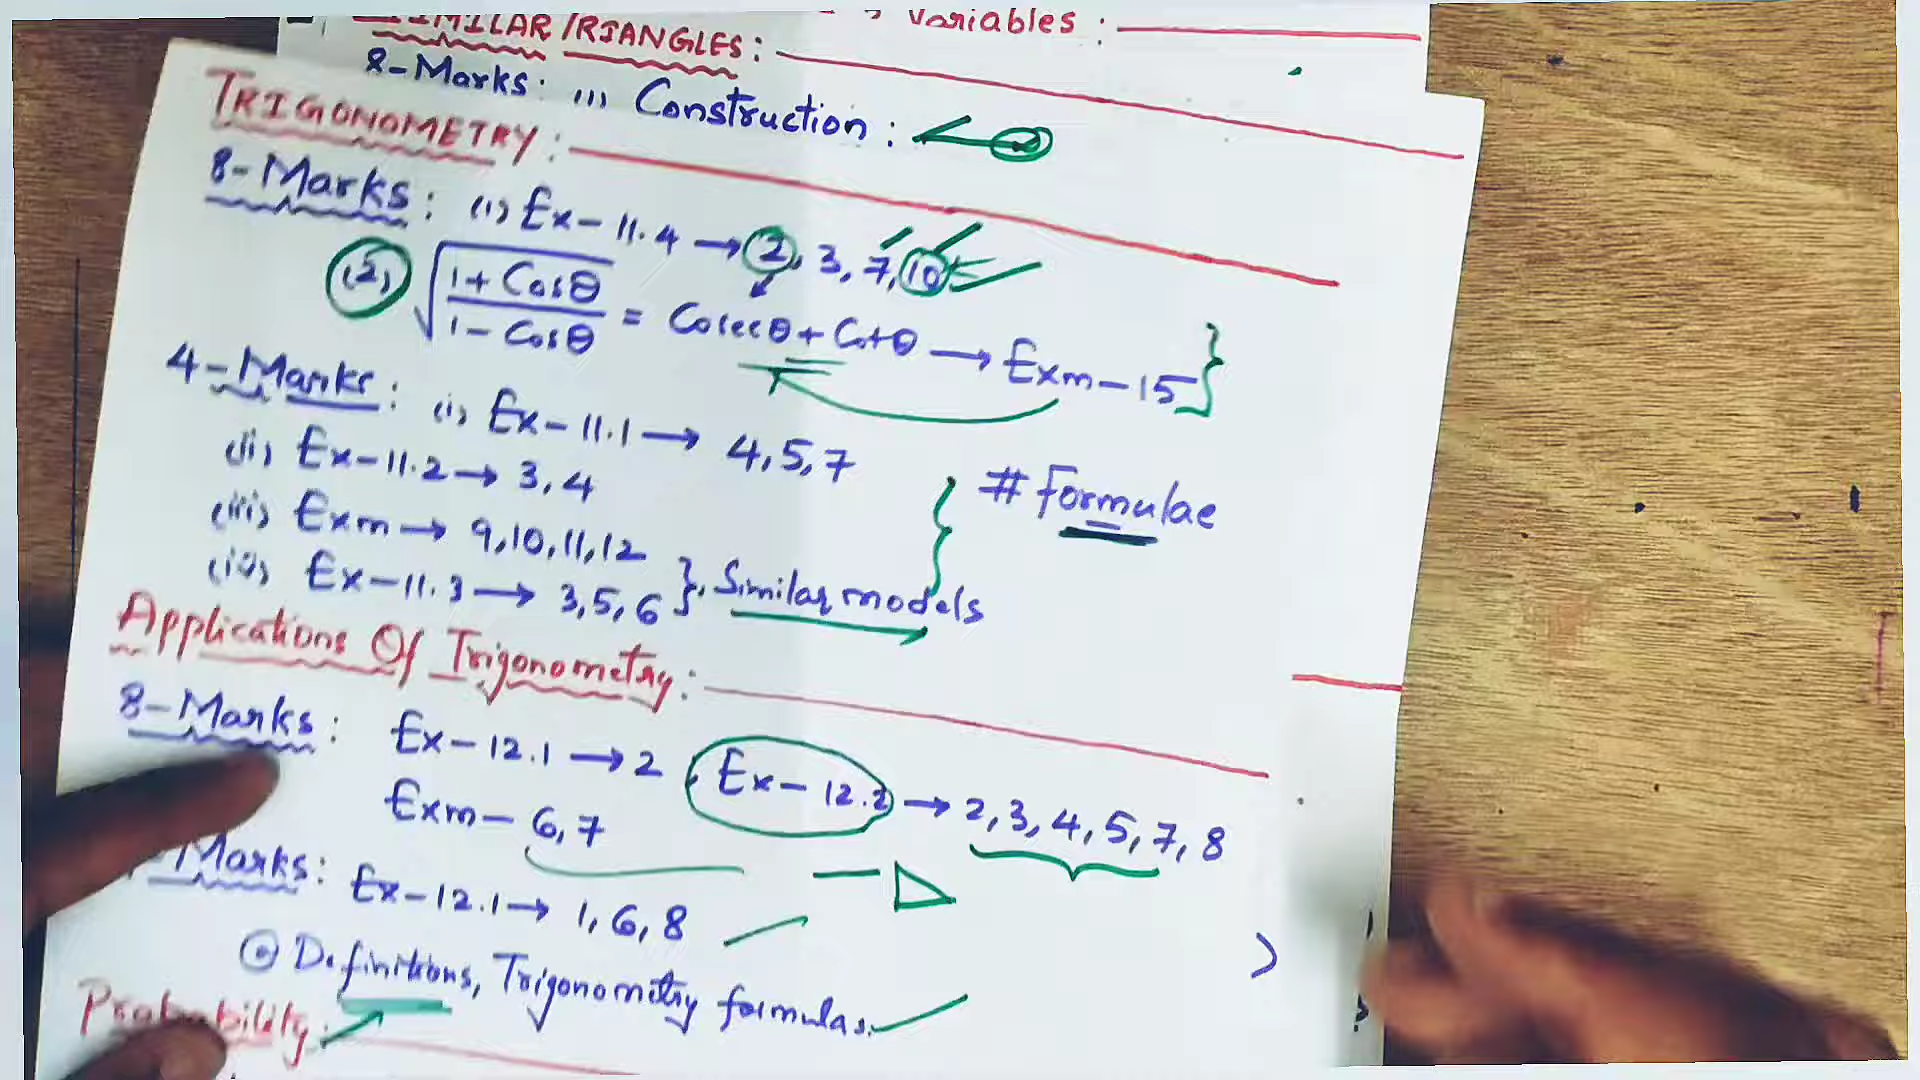 Variables :
SIMILAR TRIANGLES:
8-Marks: (1) Construction :
TRIGONOMETRY :
8-Marks : (1) Ex-11.4 → 2, 3, 7, 10
(2) √(1 + Cosθ / 1 - Cosθ) = Cosecθ + Cotθ → Exm-15 }
4-Marks : (i) Ex-11.1 → 4,5,7
(ii) Ex-11.2 → 3,4
# Formulae
(iii) Exm → 9,10,11,12
(iv) Ex-11.3 → 3,5,6 }. Similar models
Applications Of Trigonometry :
8-Marks : Ex-12.1 → 2, Ex-12.2 → 2,3,4,5,7,8
Exm - 6,7
Marks : Ex-12.1 → 1,6,8
Definitions, Trigonometry formulas.
Probability: